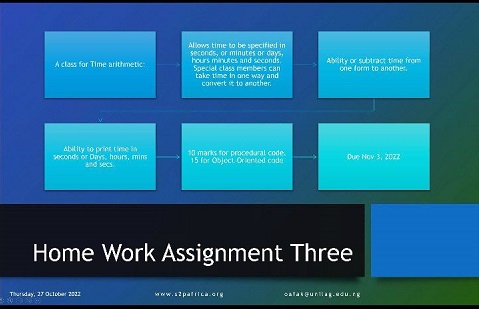 A class for Time arithmetic:
Allows time to be specified in
seconds, or minutes or days,
hours minutes and seconds.
Special class members can
take time in one way and
convert it to another.
Ability or subtract time from
one form to another.
Ability to print time in
seconds or Days, hours, mins
and secs.
10 marks for procedural code,
15 for Object Oriented code
Due Nov 3, 2022
Home Work Assignment Three
Thursday, 27 October 2022
www.s2pafrica.org
oafak@unilag.edu.ng